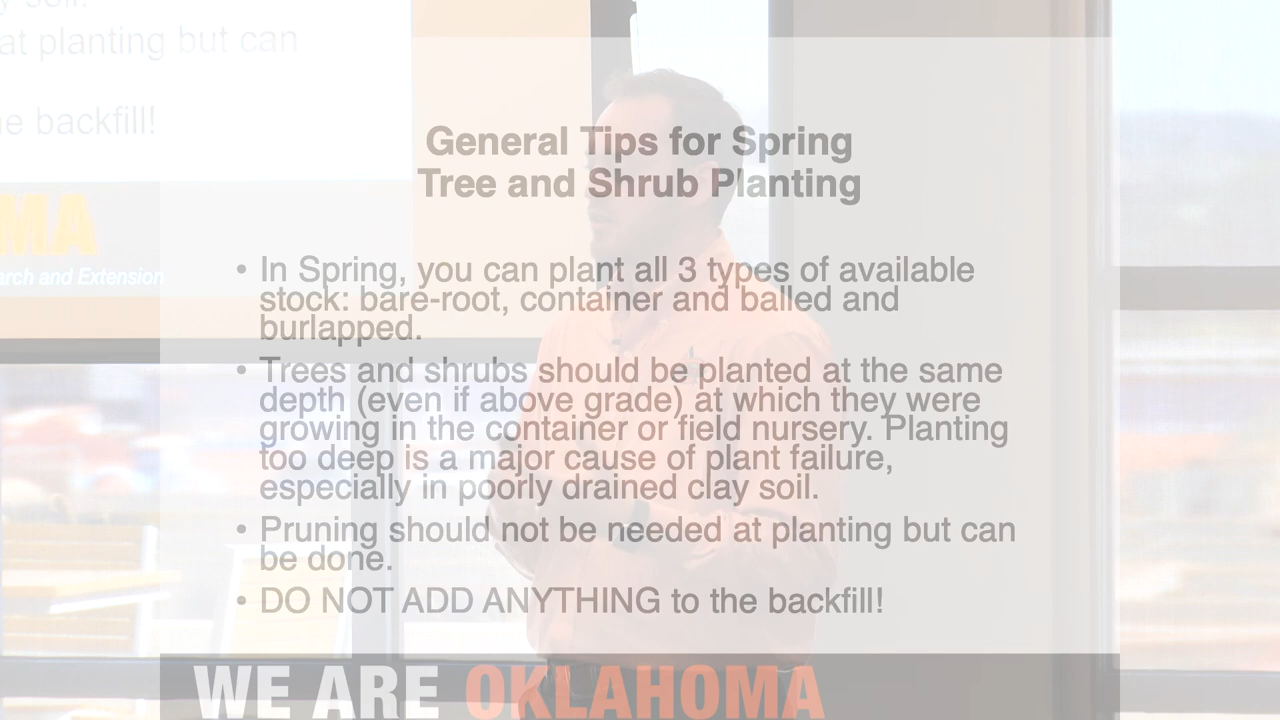 y soil!
at planting but can
e backfill!
MA
arch and Extension
General Tips for Spring
Tree and Shrub Planting
• In Spring, you can plant all 3 types of available
stock: bare-root, container and balled and
burlapped.
• Trees and shrubs should be planted at the same
depth (even if above grade) at which they were
growing in the container or field nursery. Planting
too deep is a major cause of plant failure,
especially in poorly drained clay soil.
• Pruning should not be needed at planting but can
be done.
• DO NOT ADD ANYTHING to the backfill!
WE ARE OKLAHOMA